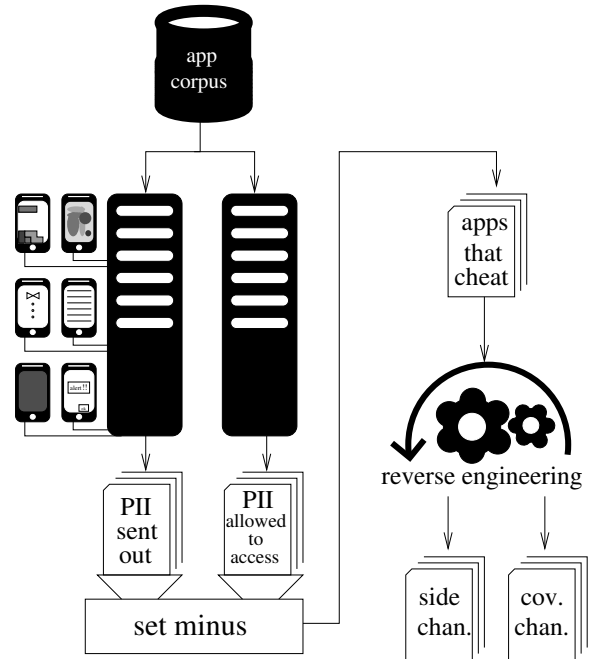 app
corpus
apps
that
cheat
alert!!
ok
reverse engineering
PII
sent
out
PII
allowed
to
access
set minus
side
chan.
cov.
chan.